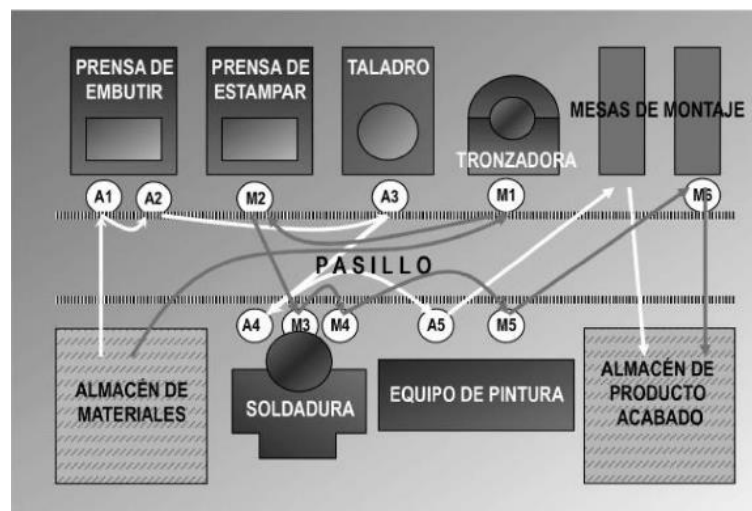 PRENSA DE
EMBUTIR
PRENSA DE
ESTAMPAR
TALADRO
TRONZADORA
MESAS DE MONTAJE
A1
A2
M2
A3
M1
M6
PASILLO
A4
M3
M4
A5
M5
ALMACÉN DE
MATERIALES
SOLDADURA
EQUIPO DE PINTURA
ALMACÉN DE
PRODUCTO
ACABADO